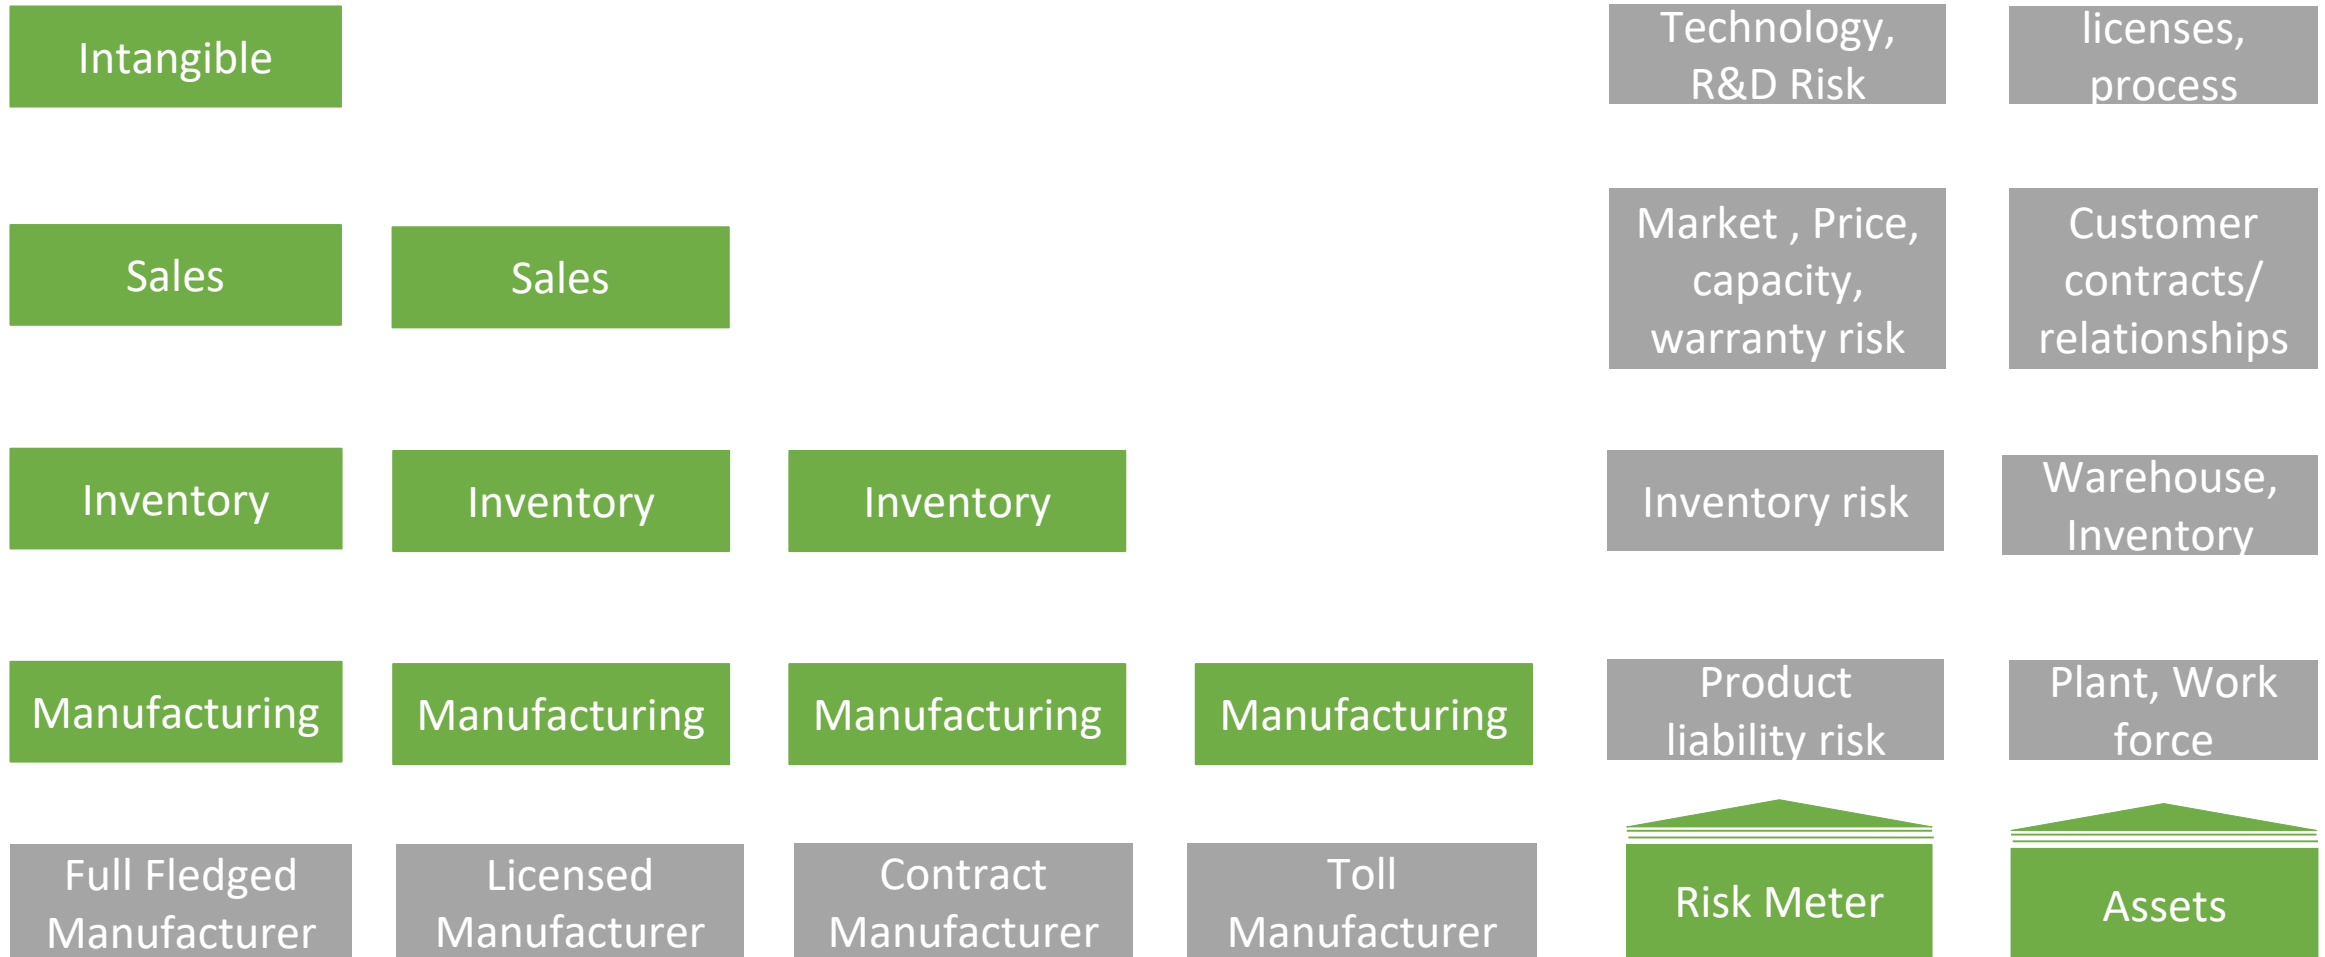 Intangible
Technology,
R&D Risk
licenses,
process
Sales
Sales
Market , Price,
capacity,
warranty risk
Customer
contracts/
relationships
Inventory
Inventory
Inventory
Inventory risk
Warehouse,
Inventory
Manufacturing
Manufacturing
Manufacturing
Manufacturing
Product
liability risk
Plant, Work
force
Full Fledged
Manufacturer
Licensed
Manufacturer
Contract
Manufacturer
Toll
Manufacturer
Risk Meter
Assets